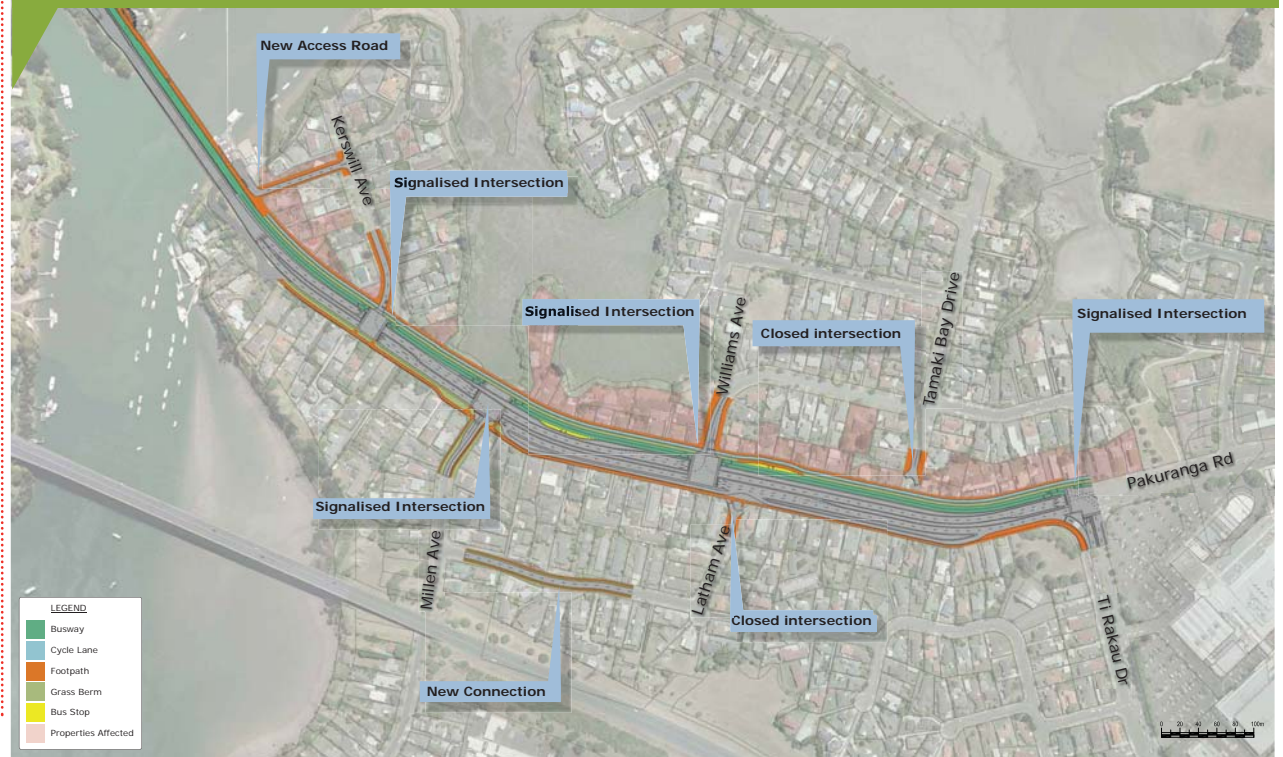 New Access Road
Kerswill Ave
Signalised Intersection
Signalised Intersection
Williams Ave
Closed intersection
Tamaki Bay Drive
Signalised Intersection
Pakuranga Rd
Signalised Intersection
Millen Ave
Latham Ave
Closed intersection
Ti Rakau Dr
New Connection
LEGEND
Busway
Cycle Lane
Footpath
Grass Berm
Bus Stop
Properties Affected
0 20 40 60 80 100m